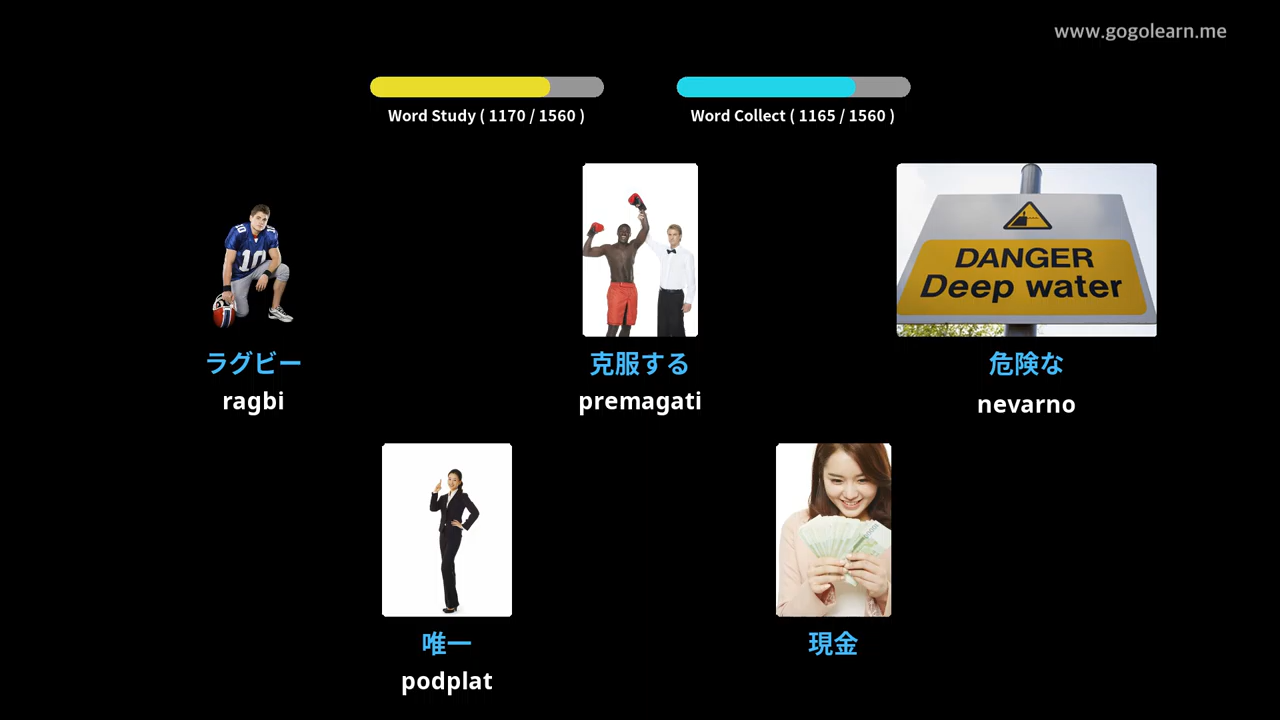 www.gogolearn.me
Word Study ( 1170 / 1560 )
Word Collect ( 1165 / 1560 )
10
DANGER
Deep water
ラグビー
ragbi
克服する
premagati
危険な
nevarno
唯一
podplat
現金